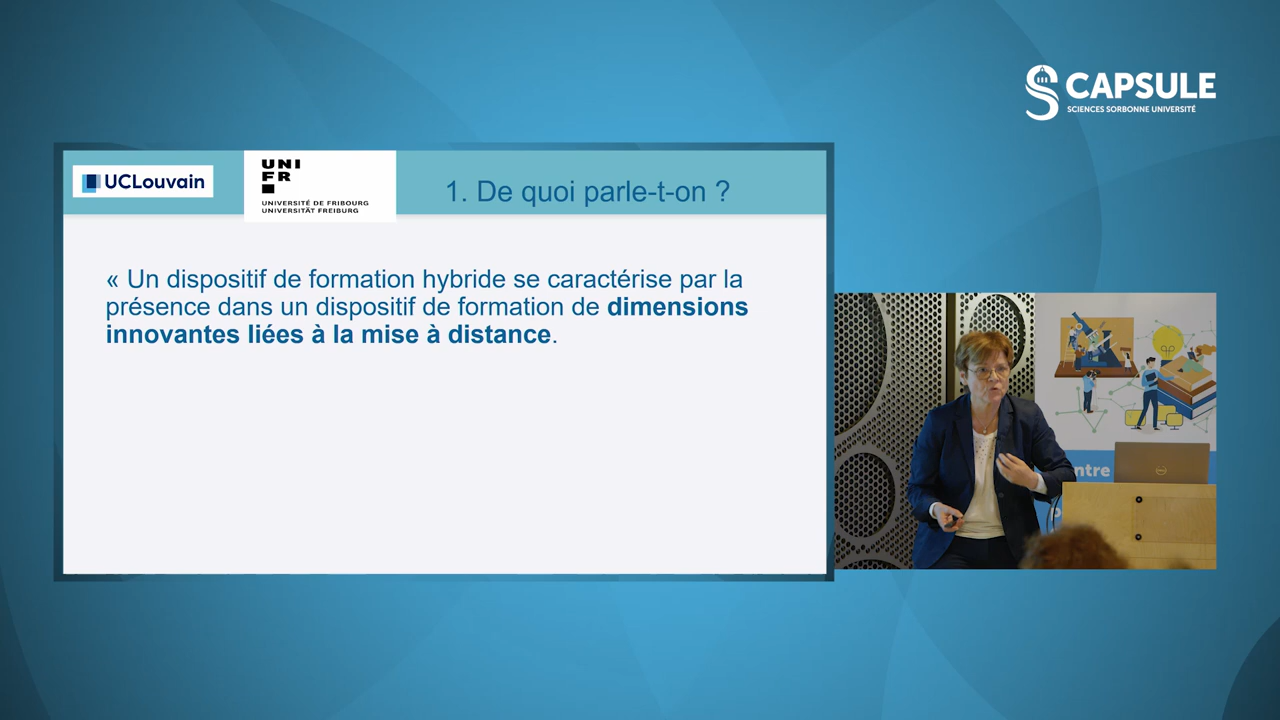 CAPSULE
SCIENCES SORBONNE UNIVERSITÉ
UCLouvain
UNI
FR
UNIVERSITÉ DE FRIBOURG
UNIVERSITÄT FREIBURG
1. De quoi parle-t-on ?
« Un dispositif de formation hybride se caractérise par la
présence dans un dispositif de formation de dimensions
innovantes liées à la mise à distance.